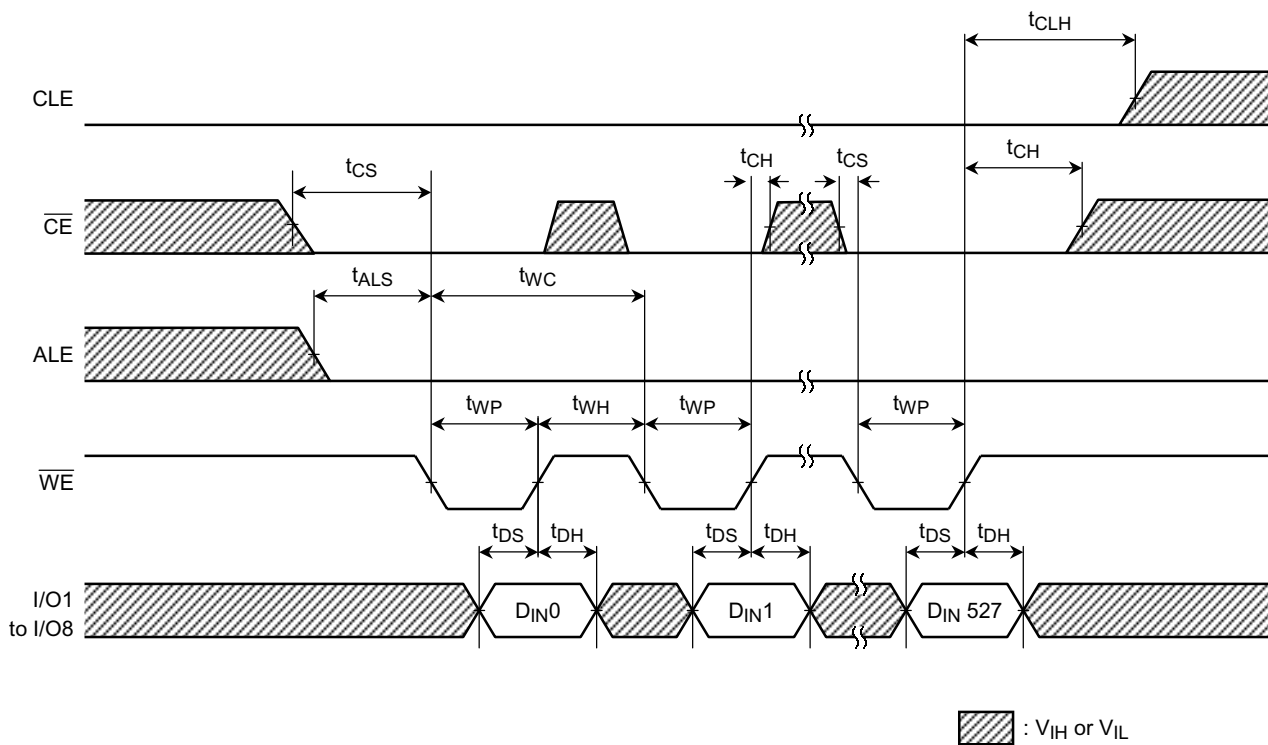 tCLH
CLE
tCH tCS tCH
tCS
CE
tALS tWC
ALE
tWP tWH tWP tWP
WE
tDS tDH tDS tDH tDS tDH
I/O1
to I/O8
DIN0 DIN1 DIN 527
: VIH or VIL